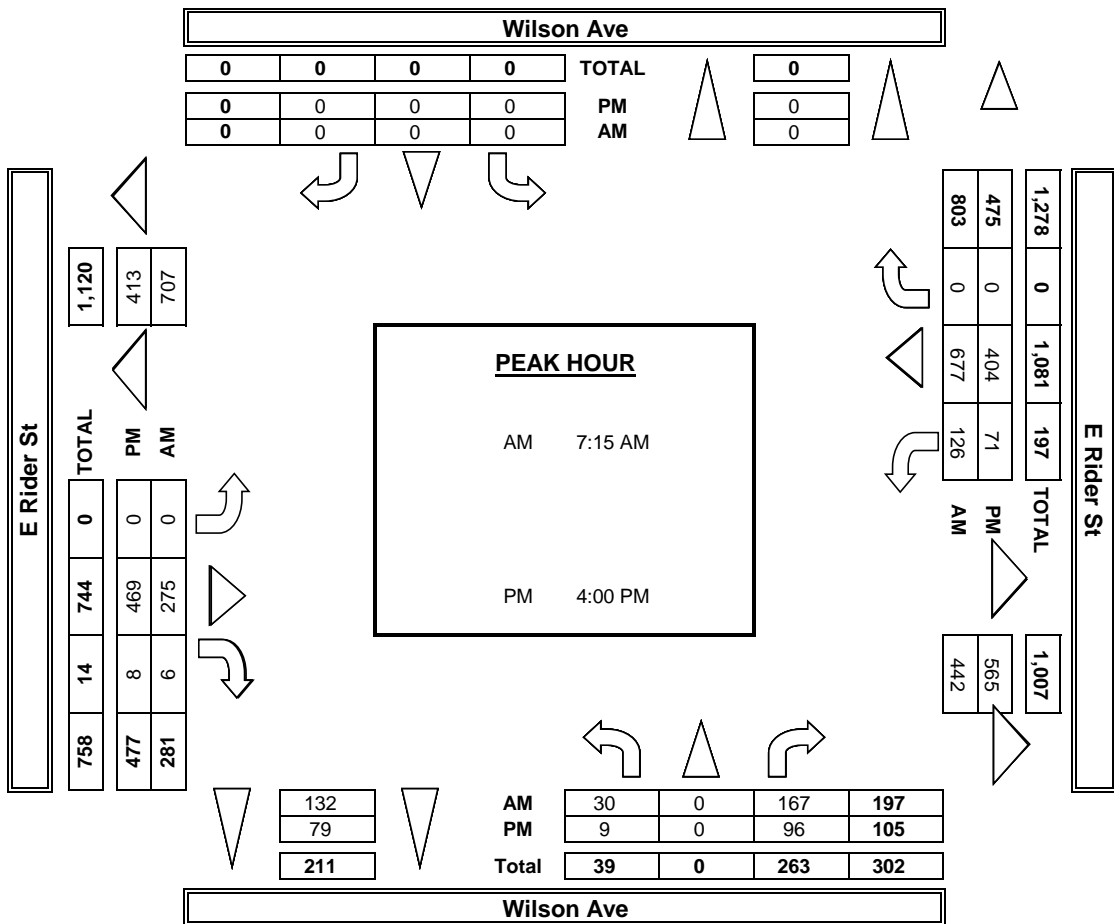 Wilson Ave
0 0 0 0 TOTAL 0
0 0 0 0 PM 0
0 0 0 0 AM 0
E Rider St
1,120
413
707
TOTAL 0 744 14 758
PM 0 469 8 477
AM 0 275 6 281
PEAK HOUR
AM 7:15 AM
PM 4:00 PM
1,278 0 1,081 197 TOTAL
475 0 404 71 PM
803 0 677 126 AM
1,007
565
442
E Rider St
132 AM 30 0 167 197
79 PM 9 0 96 105
211 Total 39 0 263 302
Wilson Ave